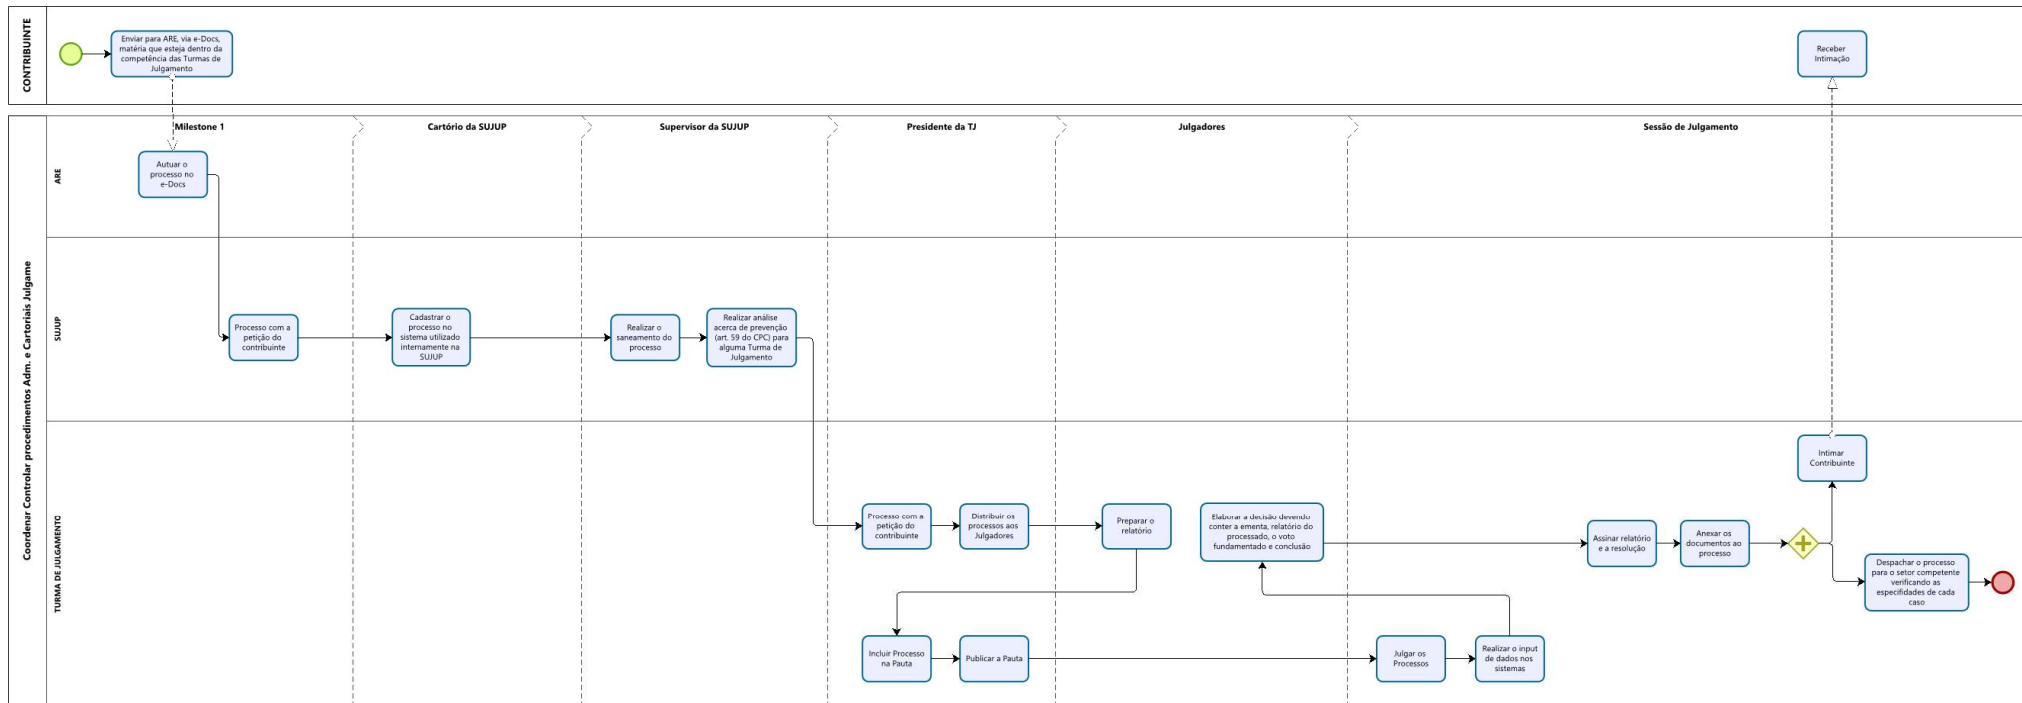 CONTRIBUINTE
Enviar para ARE, via e-Docs,
matéria que esteja dentro da
competência das Turmas de
Julgamento
Receber
Intimação
Coordenar Controlar procedimentos Adm. e Cartoriais Julgame
Milestone 1
Cartório da SUJUP
Supervisor da SUJUP
Presidente da TJ
Julgadores
Sessão de Julgamento
ARE
Autuar o
processo no
e-Docs
SUJUP
Processo com a
petição do
contribuinte
Cadastrar o
processo no
sistema utilizado
internamente na
SUJUP
Realizar o
saneamento do
processo
Realizar análise
acerca de prevenção
(art. 59 do CPC) para
alguma Turma de
Julgamento
TURMA DE JULGAMENTO
Processo com a
petição do
contribuinte
Distribuir os
processos aos
Julgadores
Preparar o
relatório
Elaborar a decisão devendo
conter a ementa, relatório do
processado, o voto
fundamentado e conclusão
Assinar relatório
e a resolução
Anexar os
documentos ao
processo
Intimar
Contribuinte
Despachar o processo
para o setor competente
verificando as
especifidades de cada
caso
Incluir Processo
na Pauta
Publicar a Pauta
Julgar os
Processos
Realizar o input
de dados nos
sistemas